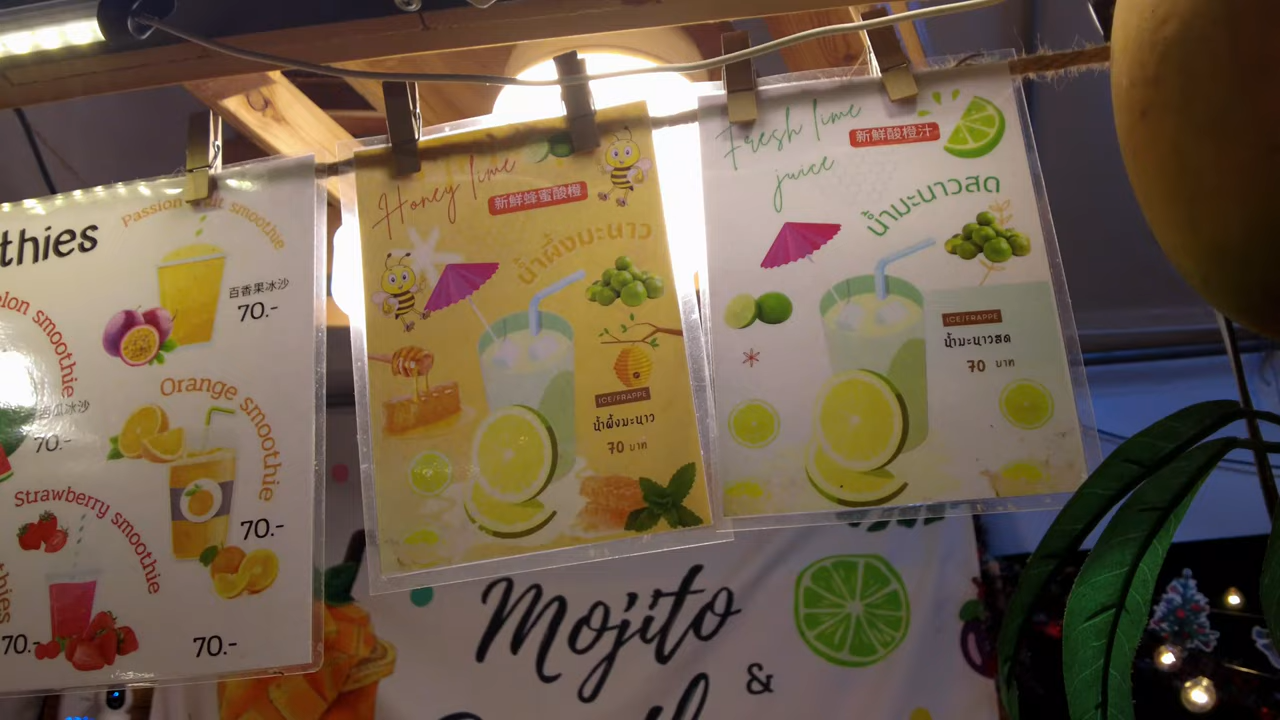 thies
Passion
smoothie
百香果冰沙
70.-
elon smoothie
冰沙
70.-
Orange smoothie
70.-
Strawberry smoothie
thies
70.-
70.-
Honey lime
新鮮蜂蜜酸橙
น้ำผึ้งมะนาว
ICE/FRAPPE
น้ำผึ้งมะนาว
70 บาท
Fresh lime
juice
新鮮酸橙汁
น้ำมะนาวสด
ICE/FRAPPE
น้ำมะนาวสด
70 บาท
Mojito
&